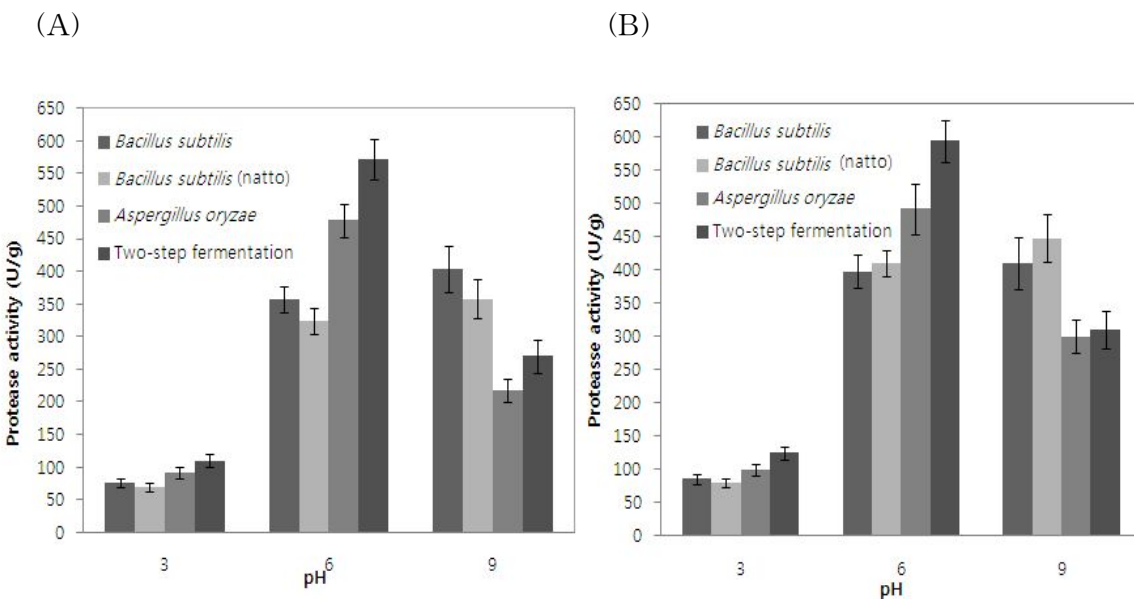 (A)
(B)
Protease activity (U/g)
650
600
550
500
450
400
350
300
250
200
150
100
50
0
Bacillus subtilis
Bacillus subtilis (natto)
Aspergillus oryzae
Two-step fermentation
3
6
9
pH
Proteasse activity (U/g)
650
600
550
500
450
400
350
300
250
200
150
100
50
0
Bacillus subtilis
Bacillus subtilis (natto)
Aspergillus oryzae
Two-step fermentation
3
6
9
pH